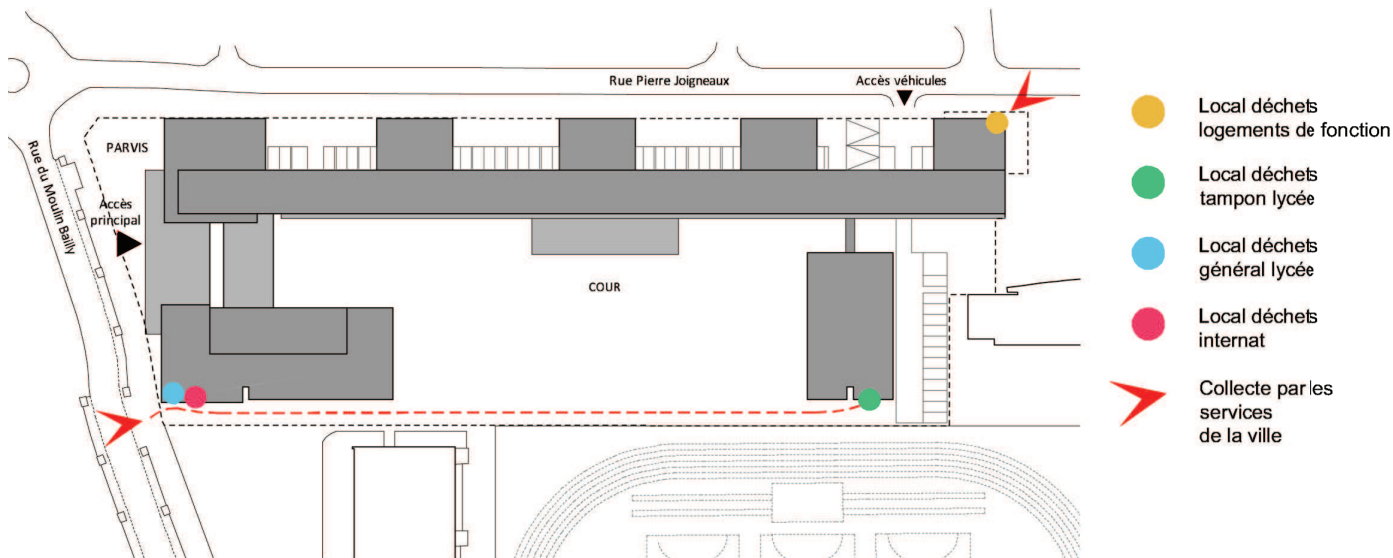 Rue Pierre Joigneaux
Accès véhicules
PARVIS
Rue du Moulin Bailly
Accès
principal
COUR
Local déchets
logements de fonction
Local déchets
tampon lycée
Local déchets
général lycée
Local déchets
internat
Collecte par les
services
de la ville